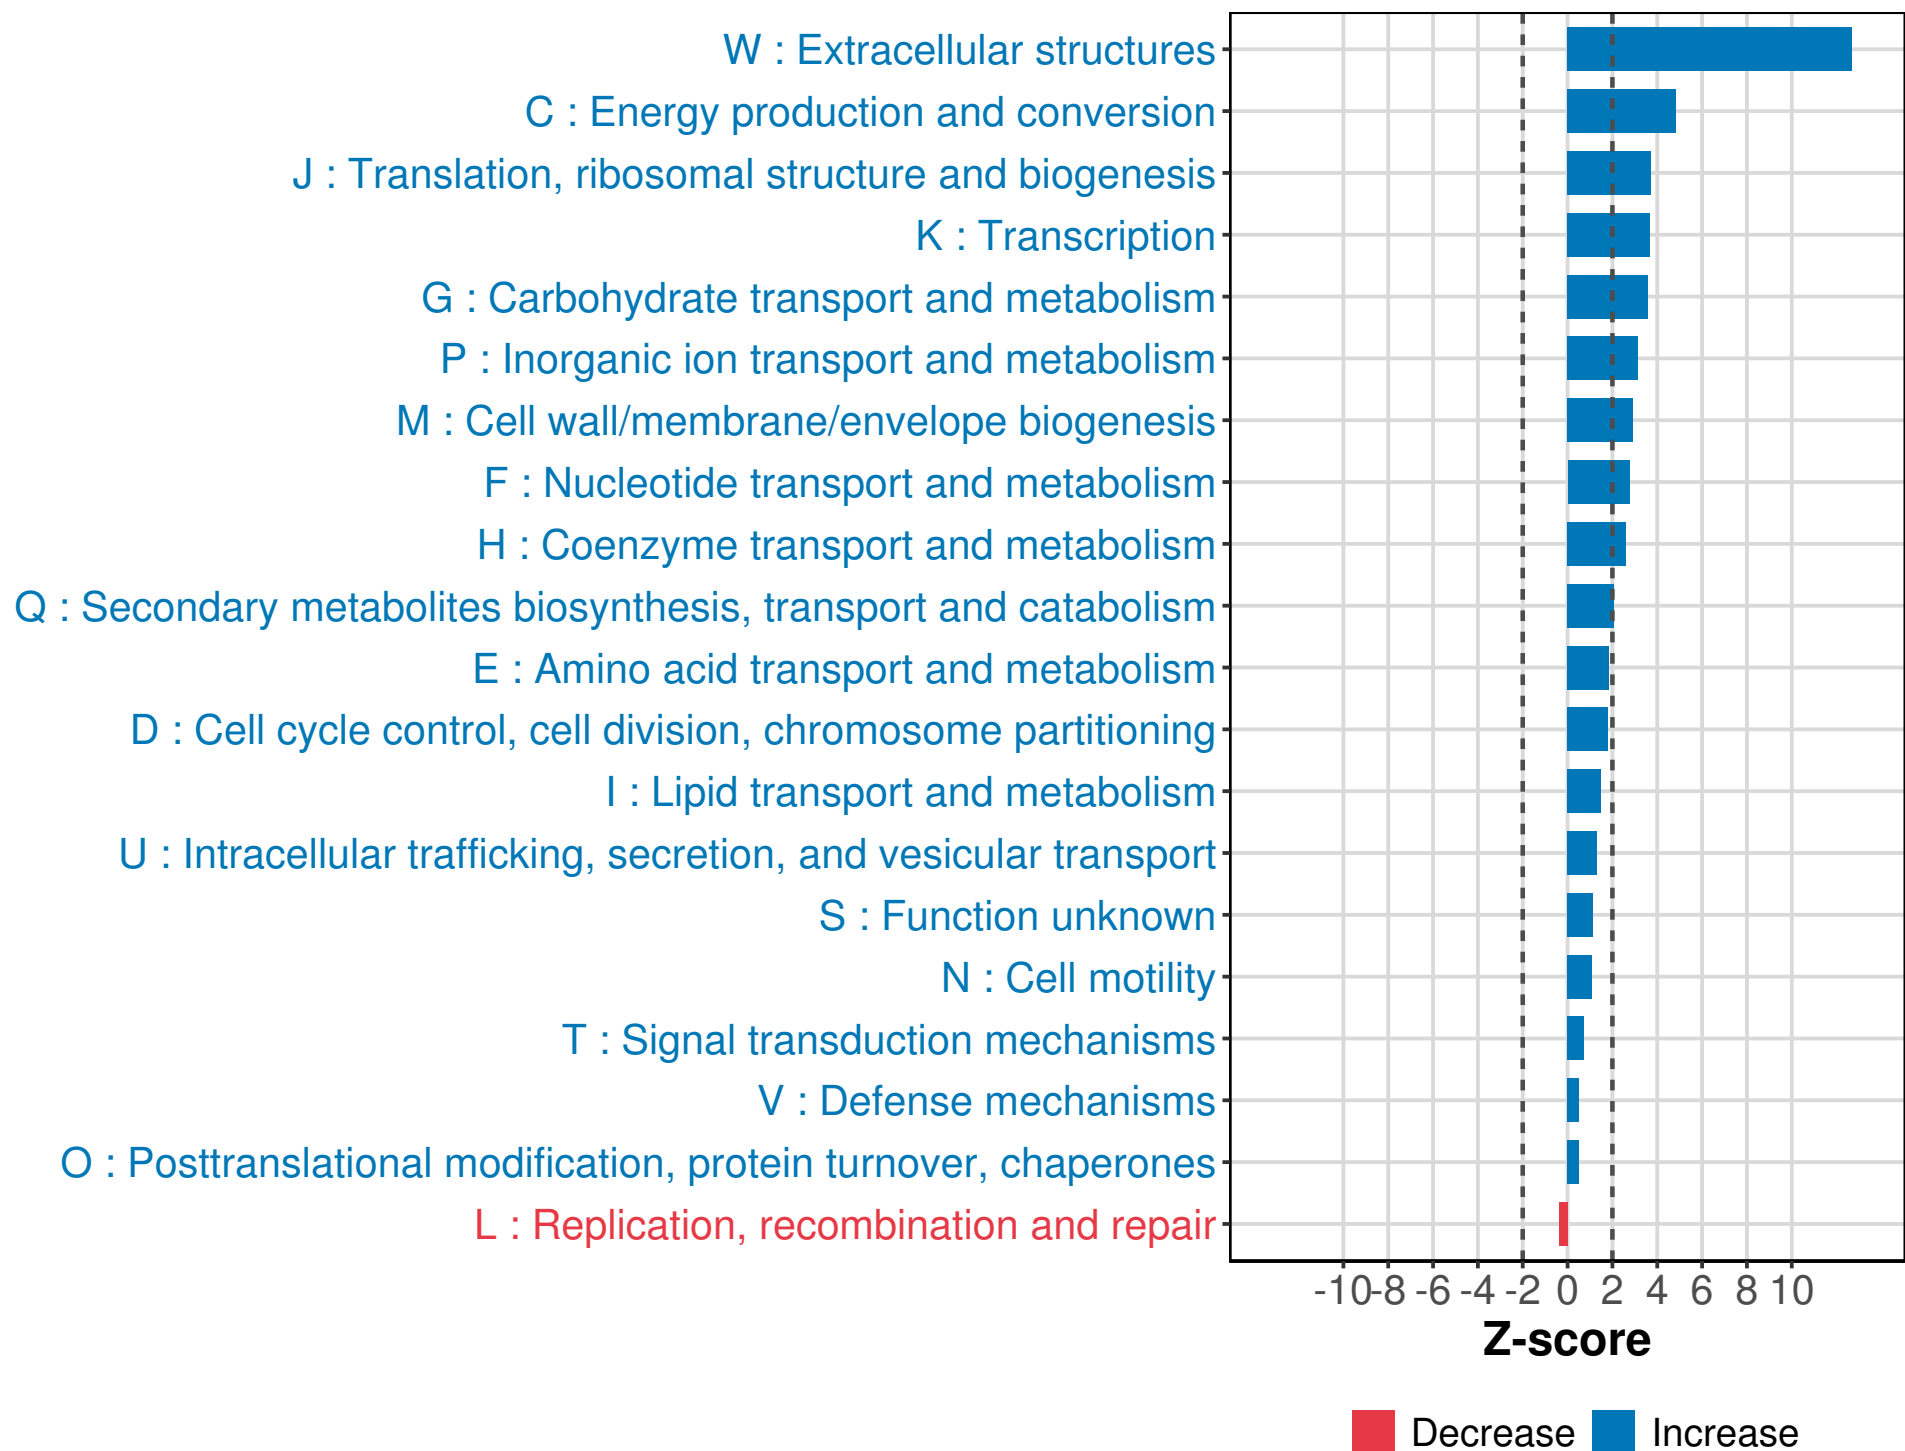 W : Extracellular structures
C : Energy production and conversion
J : Translation, ribosomal structure and biogenesis
K : Transcription
G : Carbohydrate transport and metabolism
P : Inorganic ion transport and metabolism
M : Cell wall/membrane/envelope biogenesis
F : Nucleotide transport and metabolism
H : Coenzyme transport and metabolism
Q : Secondary metabolites biosynthesis, transport and catabolism
E : Amino acid transport and metabolism
D : Cell cycle control, cell division, chromosome partitioning
I : Lipid transport and metabolism
U : Intracellular trafficking, secretion, and vesicular transport
S : Function unknown
N : Cell motility
T : Signal transduction mechanisms
V : Defense mechanisms
O : Posttranslational modification, protein turnover, chaperones
L : Replication, recombination and repair
-10 -8 -6 -4 -2 0 2 4 6 8 10
Z-score
Decrease Increase